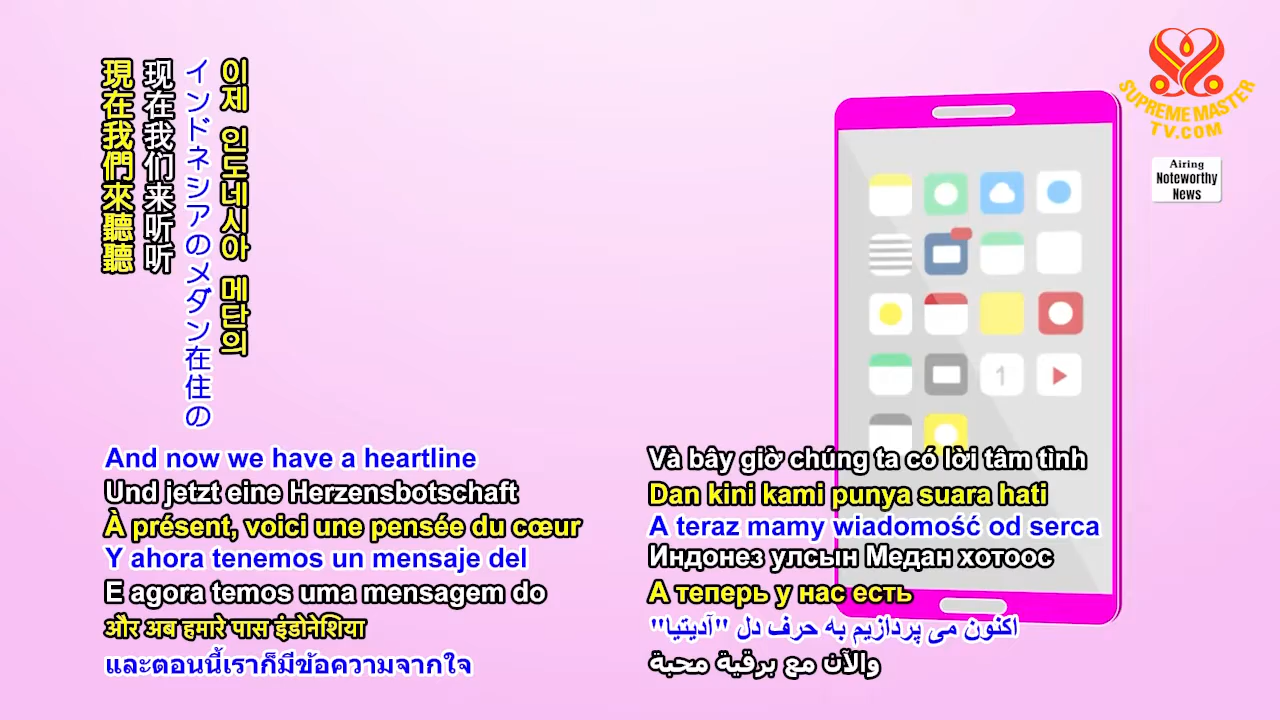 現在我們來聽聽
现在我们来听听
インドネシアのメダン在住の
이제 인도네시아 메단의
SUPREME MASTER
TV.COM
Airing
Noteworthy
News
1
And now we have a heartline
Und jetzt eine Herzensbotschaft
À présent, voici une pensée du cœur
Y ahora tenemos un mensaje del
E agora temos uma mensagem do
और अब हमारे पास इंडोनेशिया
และตอนนี้เราก็มีข้อความจากใจ
Và bây giờ chúng ta có lời tâm tình
Dan kini kami punya suara hati
A teraz mamy wiadomość od serca
Индонез улсын Медан хотоос
А теперь у нас есть
اکنون می پردازیم به حرف دل "آدیتیا"
والآن مع برقية محبة